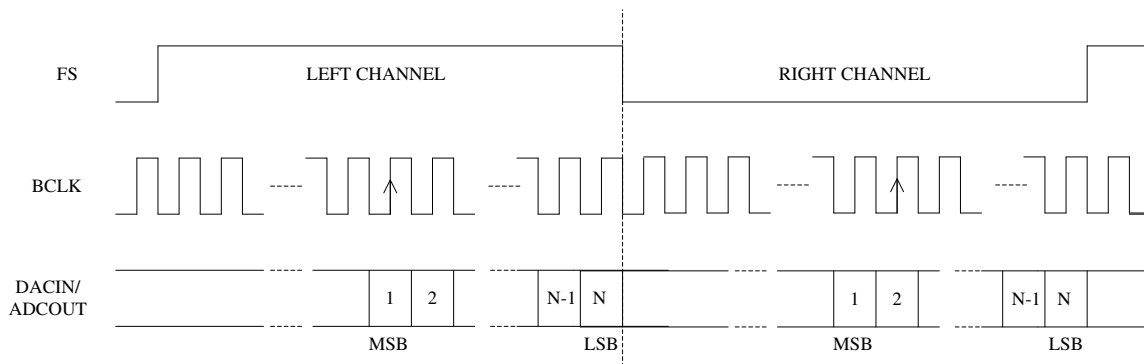 FS
LEFT CHANNEL
RIGHT CHANNEL
BCLK
DACIN/
ADCOUT
1 2 N-1 N 1 2 N-1 N
MSB LSB MSB LSB